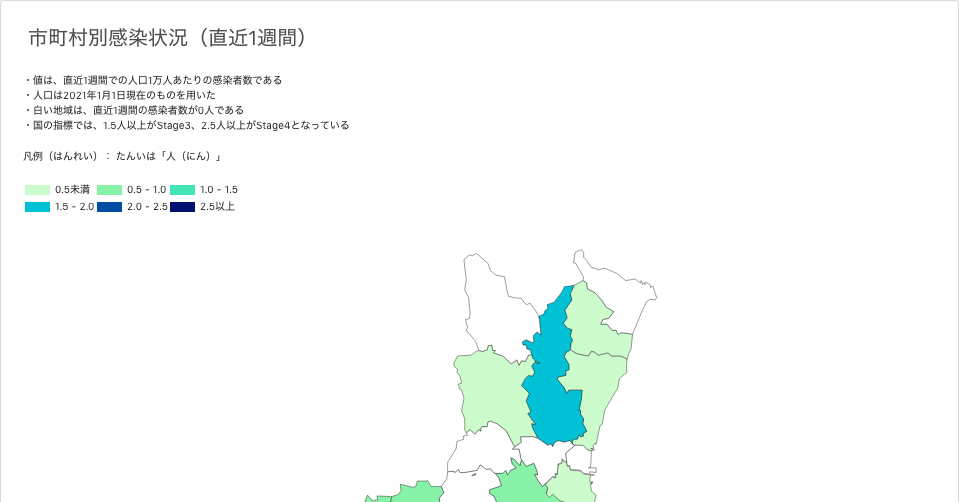 市町村別感染状況（直近1週間）
・値は、直近1週間での人口1万人あたりの感染者数である
・人口は2021年1月1日現在のものを用いた
・白い地域は、直近1週間の感染者数が0人である
・国の指標では、1.5人以上がStage3、2.5人以上がStage4となっている
凡例（はんれい）： たんいは「人（にん）」
0.5未満 0.5 - 1.0 1.0 - 1.5
1.5 - 2.0 2.0 - 2.5 2.5以上